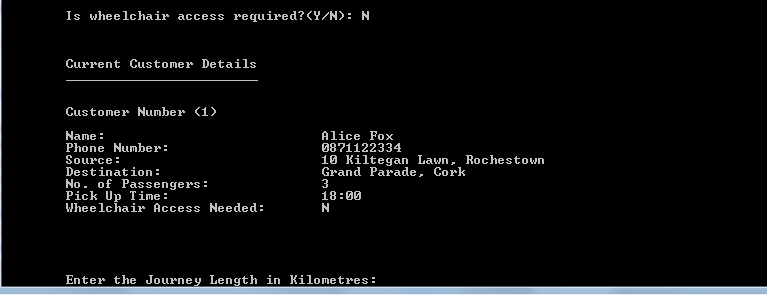 Is wheelchair access required?(Y/N): N
Current Customer Details
Customer Number (1)
Name: Alice Fox
Phone Number: 0871122334
Source: 10 Kiltegan Lawn, Rochestown
Destination: Grand Parade, Cork
No. of Passengers: 3
Pick Up Time: 18:00
Wheelchair Access Needed: N
Enter the Journey Length in Kilometres: